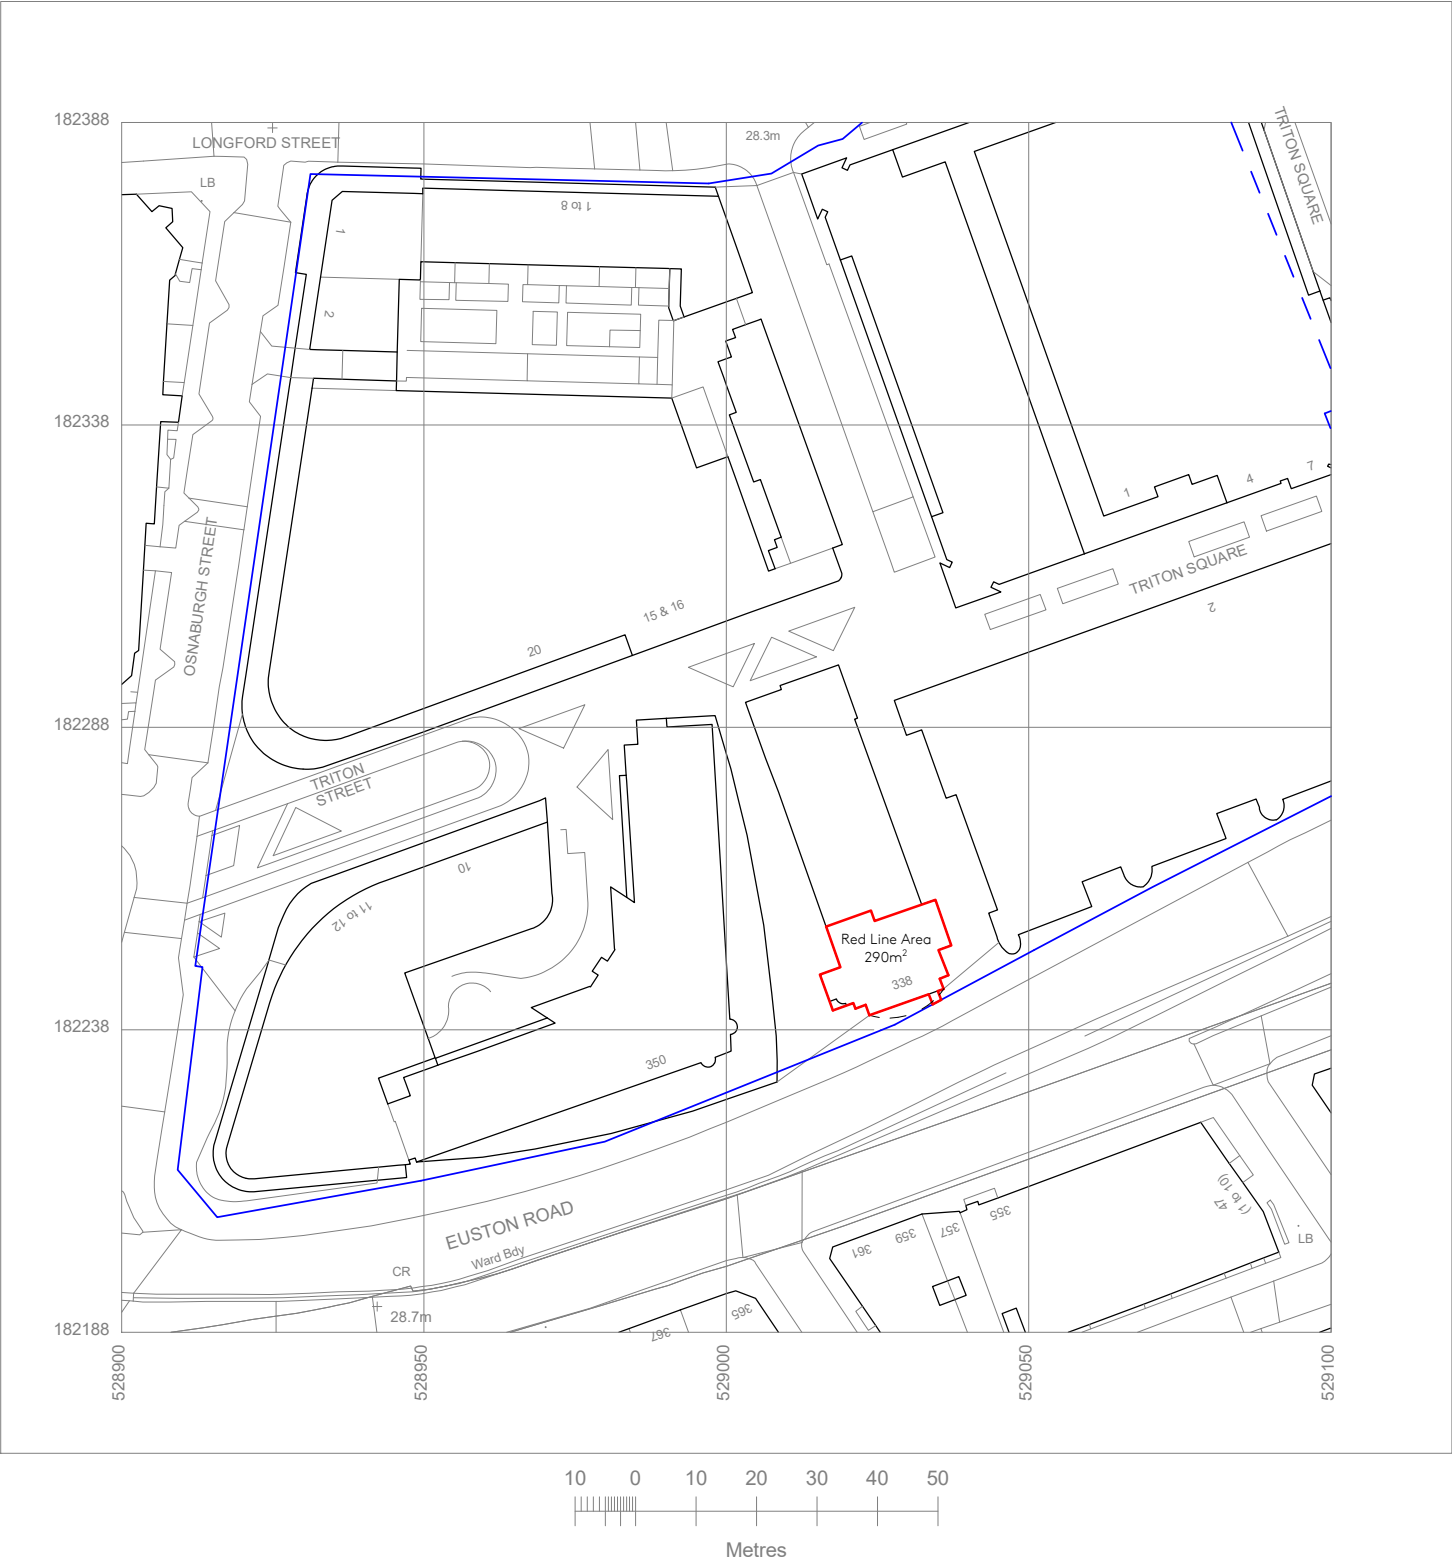 182388
LONGFORD STREET
28.3m
TRITON SQUARE
LB
1 to 8
1
2
182338
1
4
7
OSNABURGH STREET
TRITON SQUARE
2
15 & 16
20
182288
TRITON
STREET
10
11 to 12
Red Line Area
290m²
338
182238
350
EUSTON ROAD
Ward Bdy
CR
28.7m
361
359
357
355
47
(1 to 10)
LB
365
367
182188
528900
528950
529000
529050
529100
10 0 10 20 30 40 50
Metres